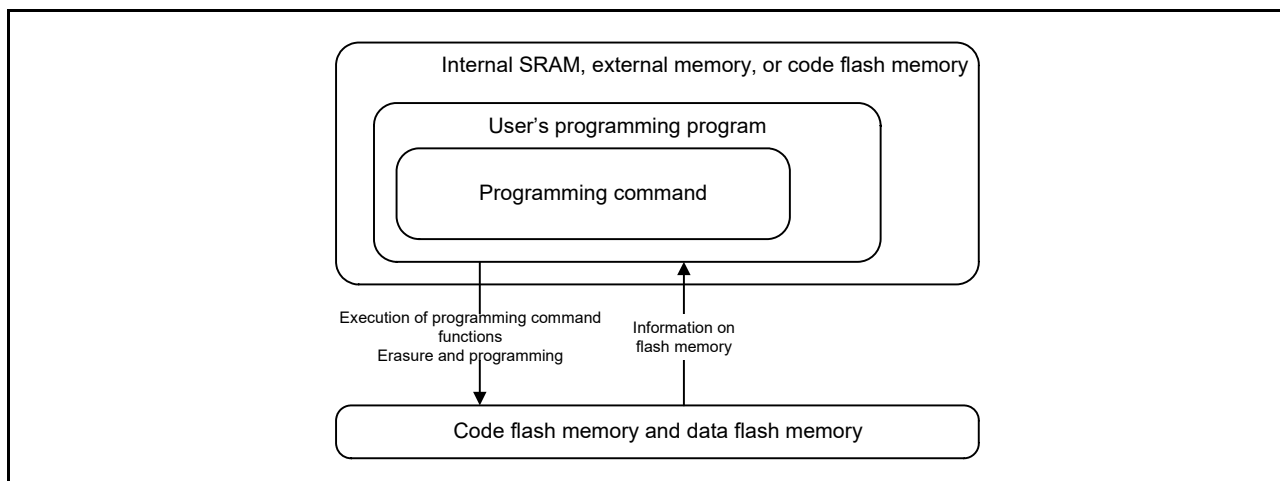 Internal SRAM, external memory, or code flash memory
User’s programming program
Programming command
Execution of programming command
functions
Erasure and programming
Information on
flash memory
Code flash memory and data flash memory